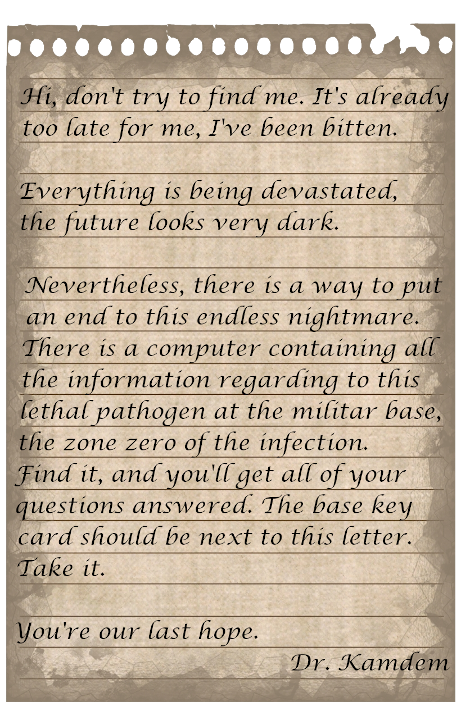 Hi, don't try to find me. It's already
too late for me, I've been bitten.
Everything is being devastated,
the future looks very dark.
Nevertheless, there is a way to put
an end to this endless nightmare.
There is a computer containing all
the information regarding to this
lethal pathogen at the militar base,
the zone zero of the infection.
Find it, and you'll get all of your
questions answered. The base key
card should be next to this letter.
Take it.
You're our last hope.
Dr. Kamdem